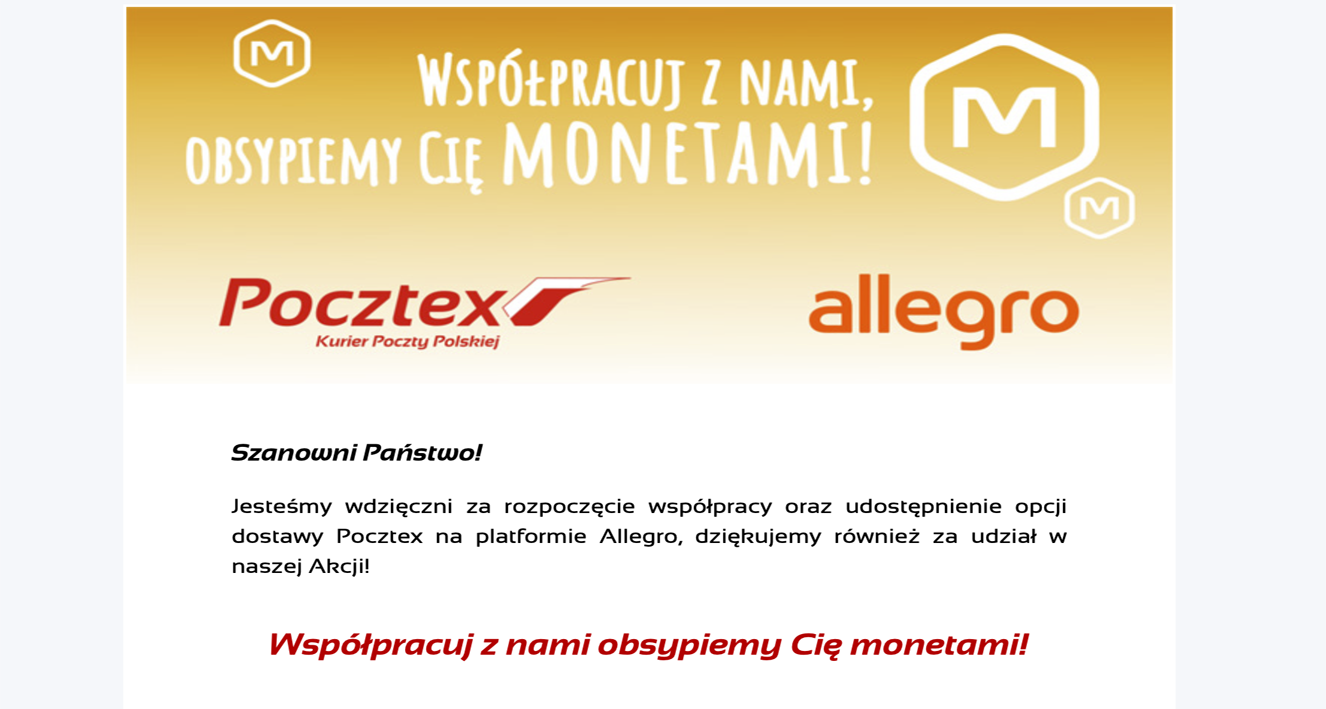 M
WSPÓŁPRACUJ Z NAMI,
OBSYPIEMY CIĘ MONETAMI!
M
M
Pocztex
Kurier Poczty Polskiej
allegro
Szanowni Państwo!
Jesteśmy wdzięczni za rozpoczęcie współpracy oraz udostępnienie opcji
dostawy Pocztex na platformie Allegro, dziękujemy również za udział w
naszej Akcji!
Współpracuj z nami obsypiemy Cię monetami!